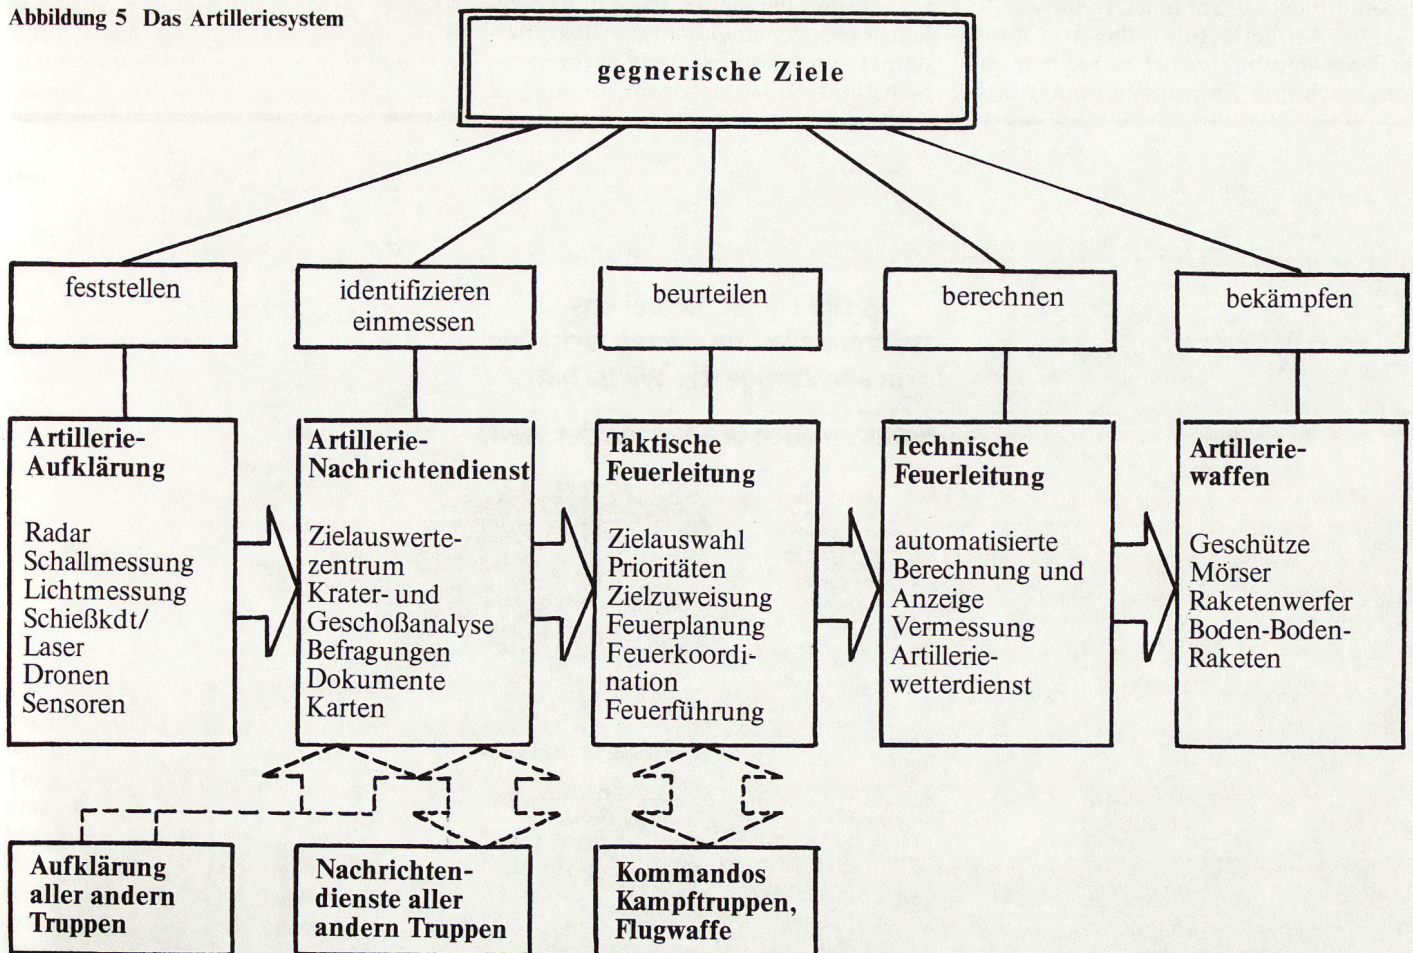 Abbildung 5 Das Artilleriesystem
gegnerische Ziele
feststellen
identifizieren
einmessen
beurteilen
berechnen
bekämpfen
Artillerie-
Aufklärung
Radar
Schallmessung
Lichtmessung
Schießkdt/
Laser
Dronen
Sensoren
Artillerie-
Nachrichtendienst
Zielauswerte-
zentrum
Krater- und
Geschoßanalyse
Befragungen
Dokumente
Karten
Taktische
Feuerleitung
Zielauswahl
Prioritäten
Zielzuweisung
Feuerplanung
Feuerkoordi-
nation
Feuerführung
Technische
Feuerleitung
automatisierte
Berechnung und
Anzeige
Vermessung
Artillerie-
wetterdienst
Artillerie-
waffen
Geschütze
Mörser
Raketenwerfer
Boden-Boden-
Raketen
Aufklärung
aller andern
Truppen
Nachrichten-
dienste aller
andern Truppen
Kommandos
Kampftruppen,
Flugwaffe